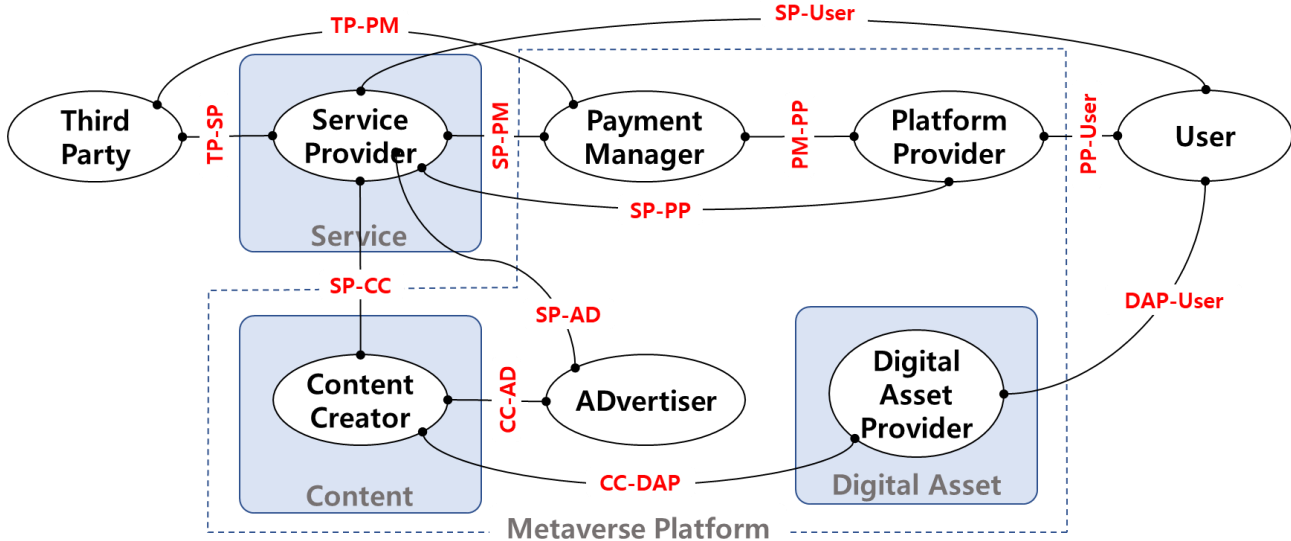 SP-User
TP-PM
Third
Party
TP-SP
Service
Provider
SP-PM
Payment
Manager
PM-PP
Platform
Provider
PP-User
User
SP-PP
Service
SP-CC
SP-AD
DAP-User
Content
Creator
CC-AD
ADvertiser
Digital
Asset
Provider
CC-DAP
Content
Digital Asset
Metaverse Platform